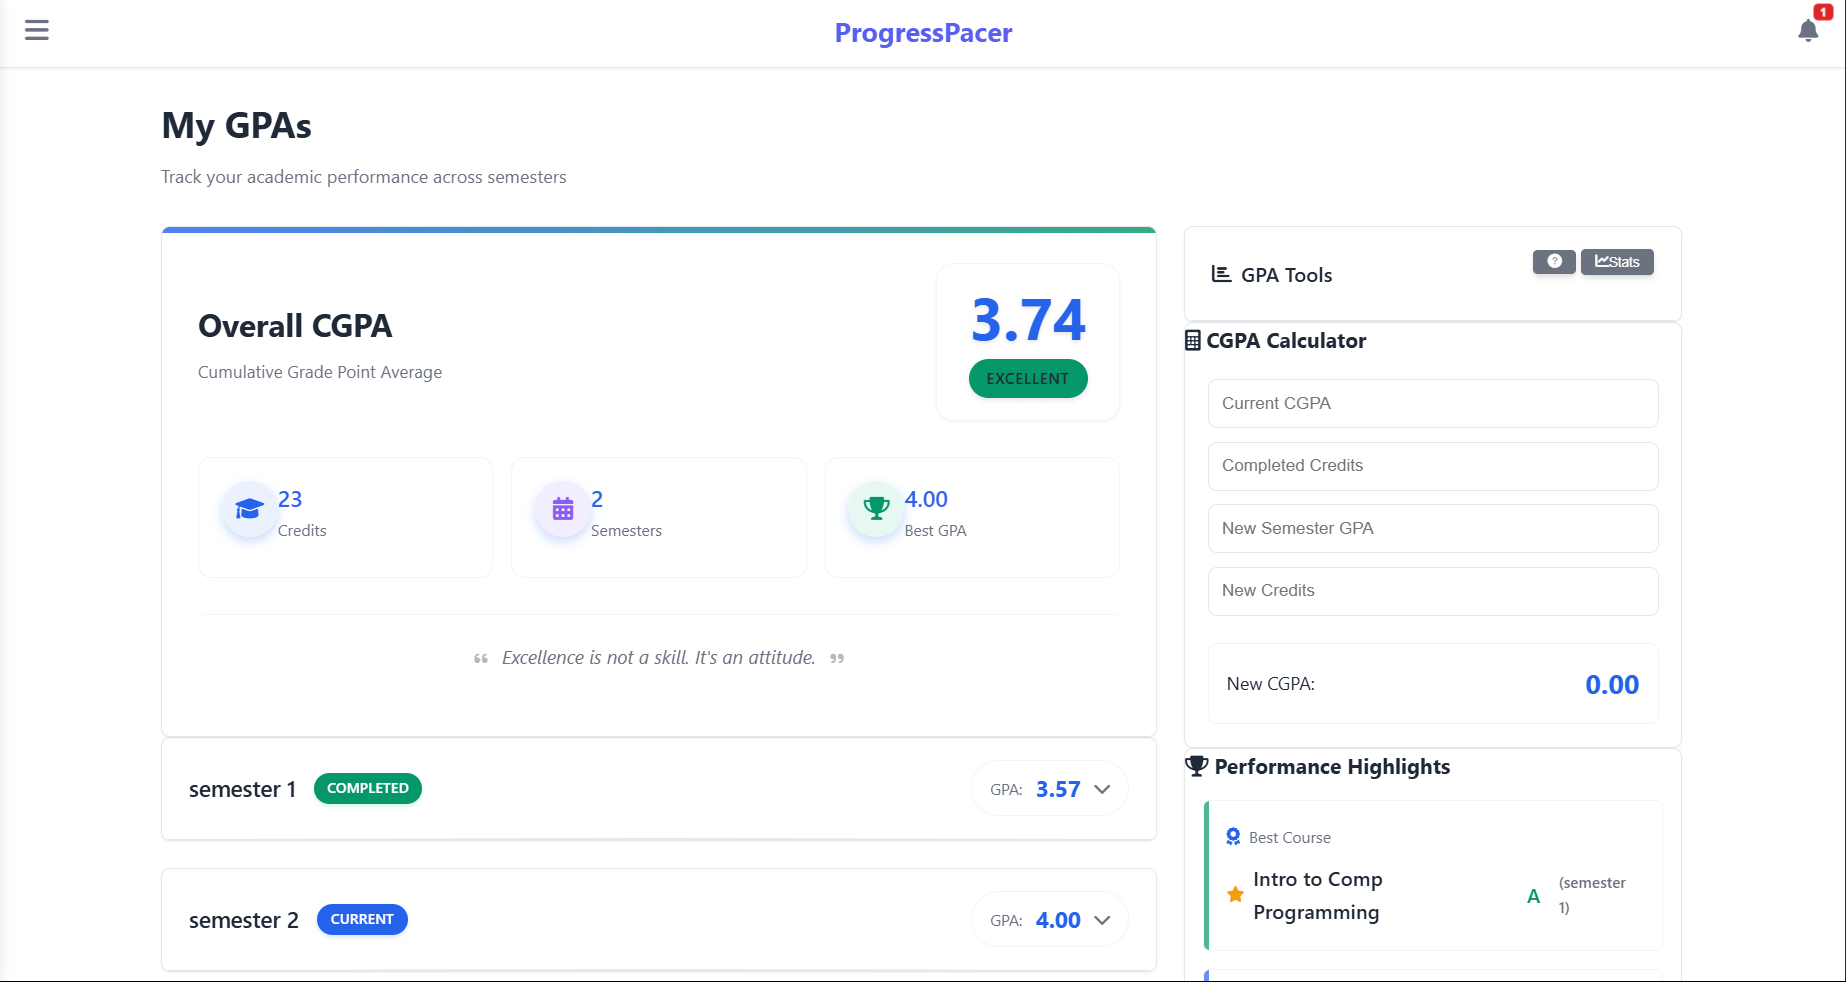 ProgressPacer
1
My GPAs
Track your academic performance across semesters
Overall CGPA
Cumulative Grade Point Average
3.74
EXCELLENT
23
Credits
2
Semesters
4.00
Best GPA
“ Excellence is not a skill. It's an attitude. ”
semester 1 COMPLETED GPA: 3.57
semester 2 CURRENT GPA: 4.00
GPA Tools
? Stats
CGPA Calculator
Current CGPA
Completed Credits
New Semester GPA
New Credits
New CGPA: 0.00
Performance Highlights
Best Course
Intro to Comp
Programming
A
(semester
1)